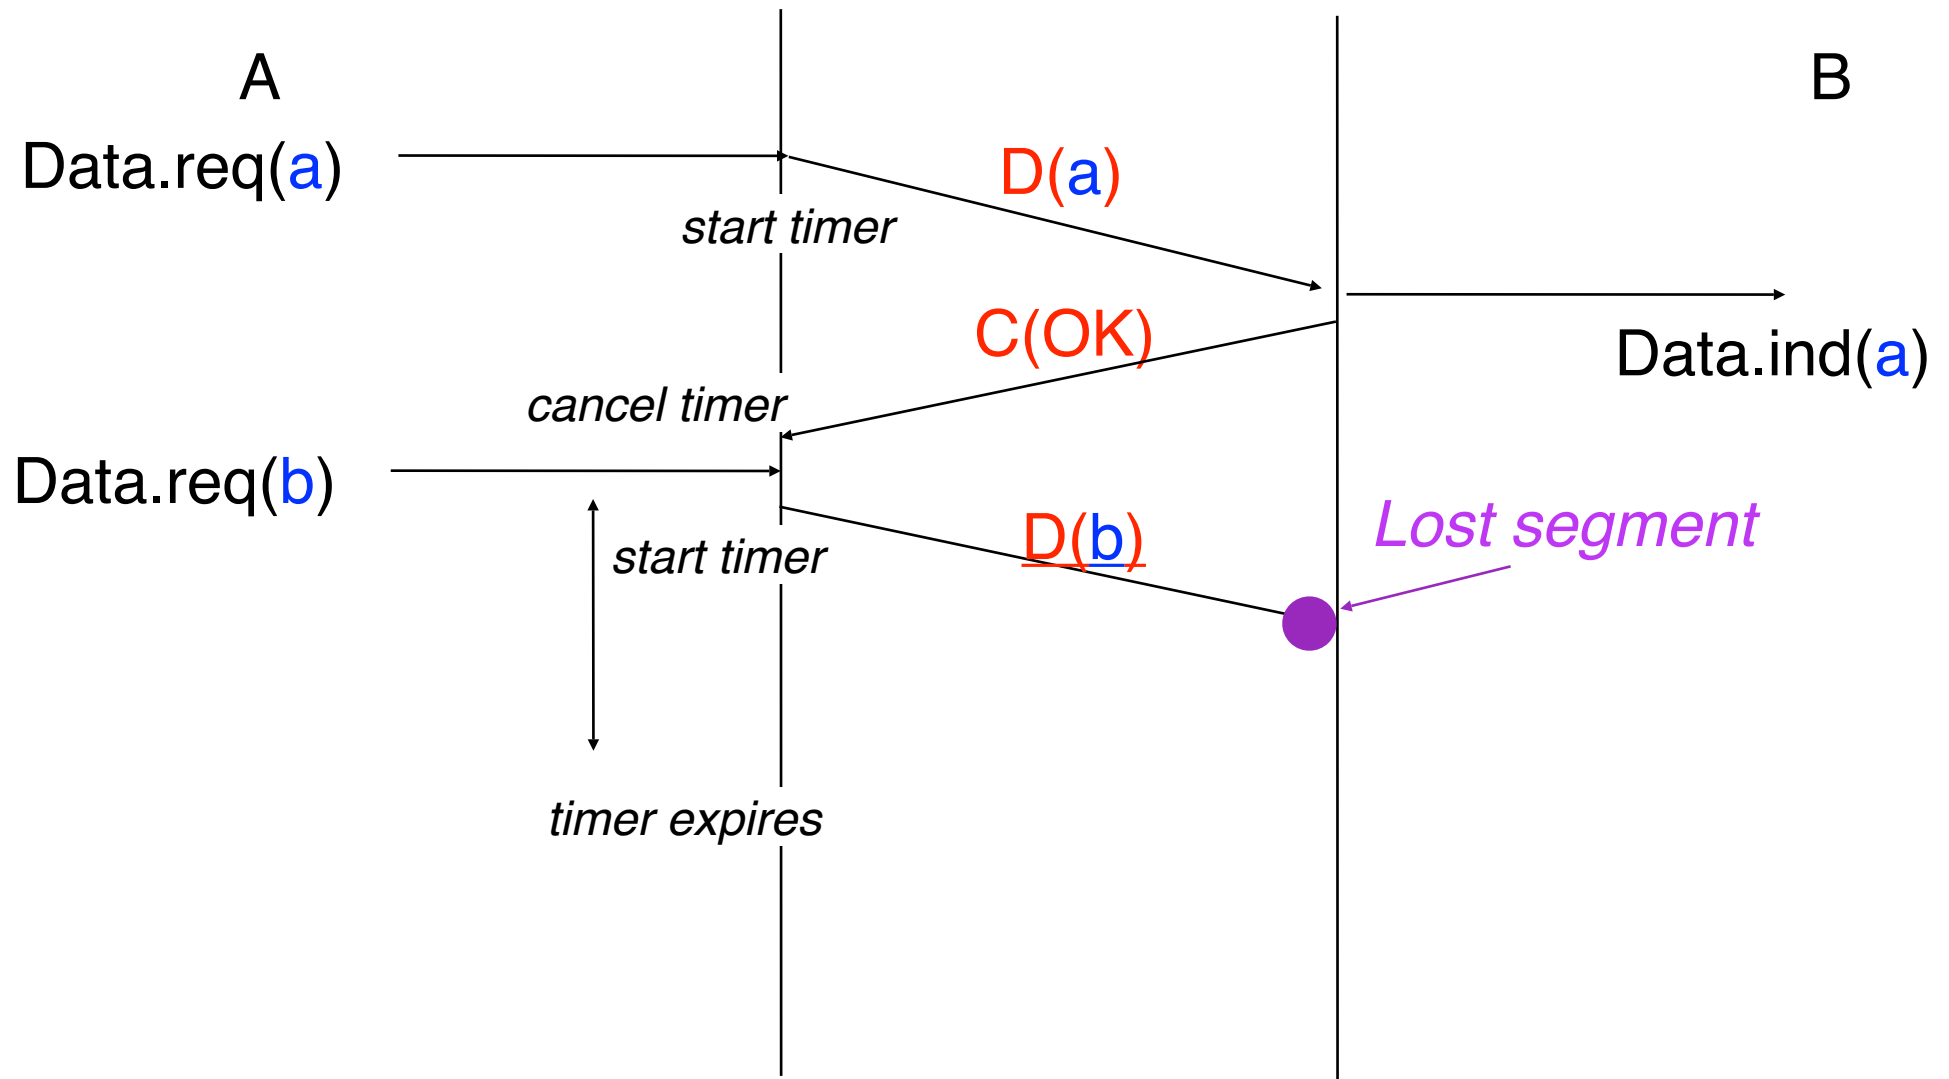 A
B
Data.req(a)
D(a)
start timer
C(OK)
Data.ind(a)
cancel timer
Data.req(b)
D(b)
Lost segment
start timer
timer expires